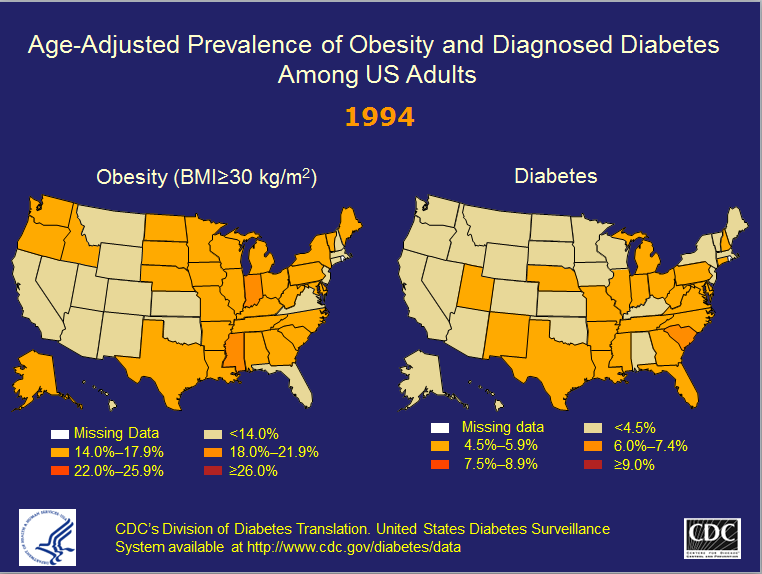 Age-Adjusted Prevalence of Obesity and Diagnosed Diabetes
Among US Adults
1994
Obesity (BMI≥30 kg/m²)
Diabetes
Missing Data
<14.0%
14.0%–17.9%
18.0%–21.9%
22.0%–25.9%
≥26.0%
Missing data
<4.5%
4.5%–5.9%
6.0%–7.4%
7.5%–8.9%
≥9.0%
CDC's Division of Diabetes Translation. United States Diabetes Surveillance
System available at http://www.cdc.gov/diabetes/data
CDC